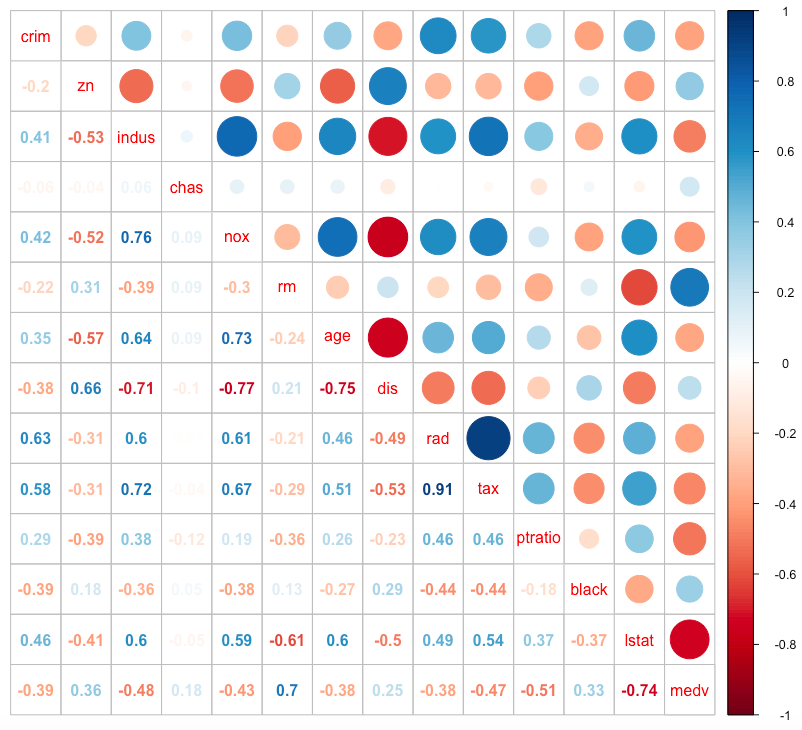 crim 1
-0.2 zn 0.8
0.41 -0.53 indus 0.6
-0.06 -0.04 0.06 chas
0.42 -0.52 0.76 0.09 nox 0.4
-0.22 0.31 -0.39 0.09 -0.3 rm 0.2
0.35 -0.57 0.64 0.09 0.73 -0.24 age 0
-0.38 0.66 -0.71 -0.1 -0.77 0.21 -0.75 dis
0.63 -0.31 0.6 0.61 -0.21 0.46 -0.49 rad -0.2
0.58 -0.31 0.72 -0.04 0.67 -0.29 0.51 -0.53 0.91 tax -0.4
0.29 -0.39 0.38 -0.12 0.19 -0.36 0.26 -0.23 0.46 0.46 ptratio
-0.39 0.18 -0.36 0.05 -0.38 0.13 -0.27 0.29 -0.44 -0.44 -0.18 black -0.6
0.46 -0.41 0.6 -0.05 0.59 -0.61 0.6 -0.5 0.49 0.54 0.37 -0.37 lstat -0.8
-0.39 0.36 -0.48 0.18 -0.43 0.7 -0.38 0.25 -0.38 -0.47 -0.51 0.33 -0.74 medv -1